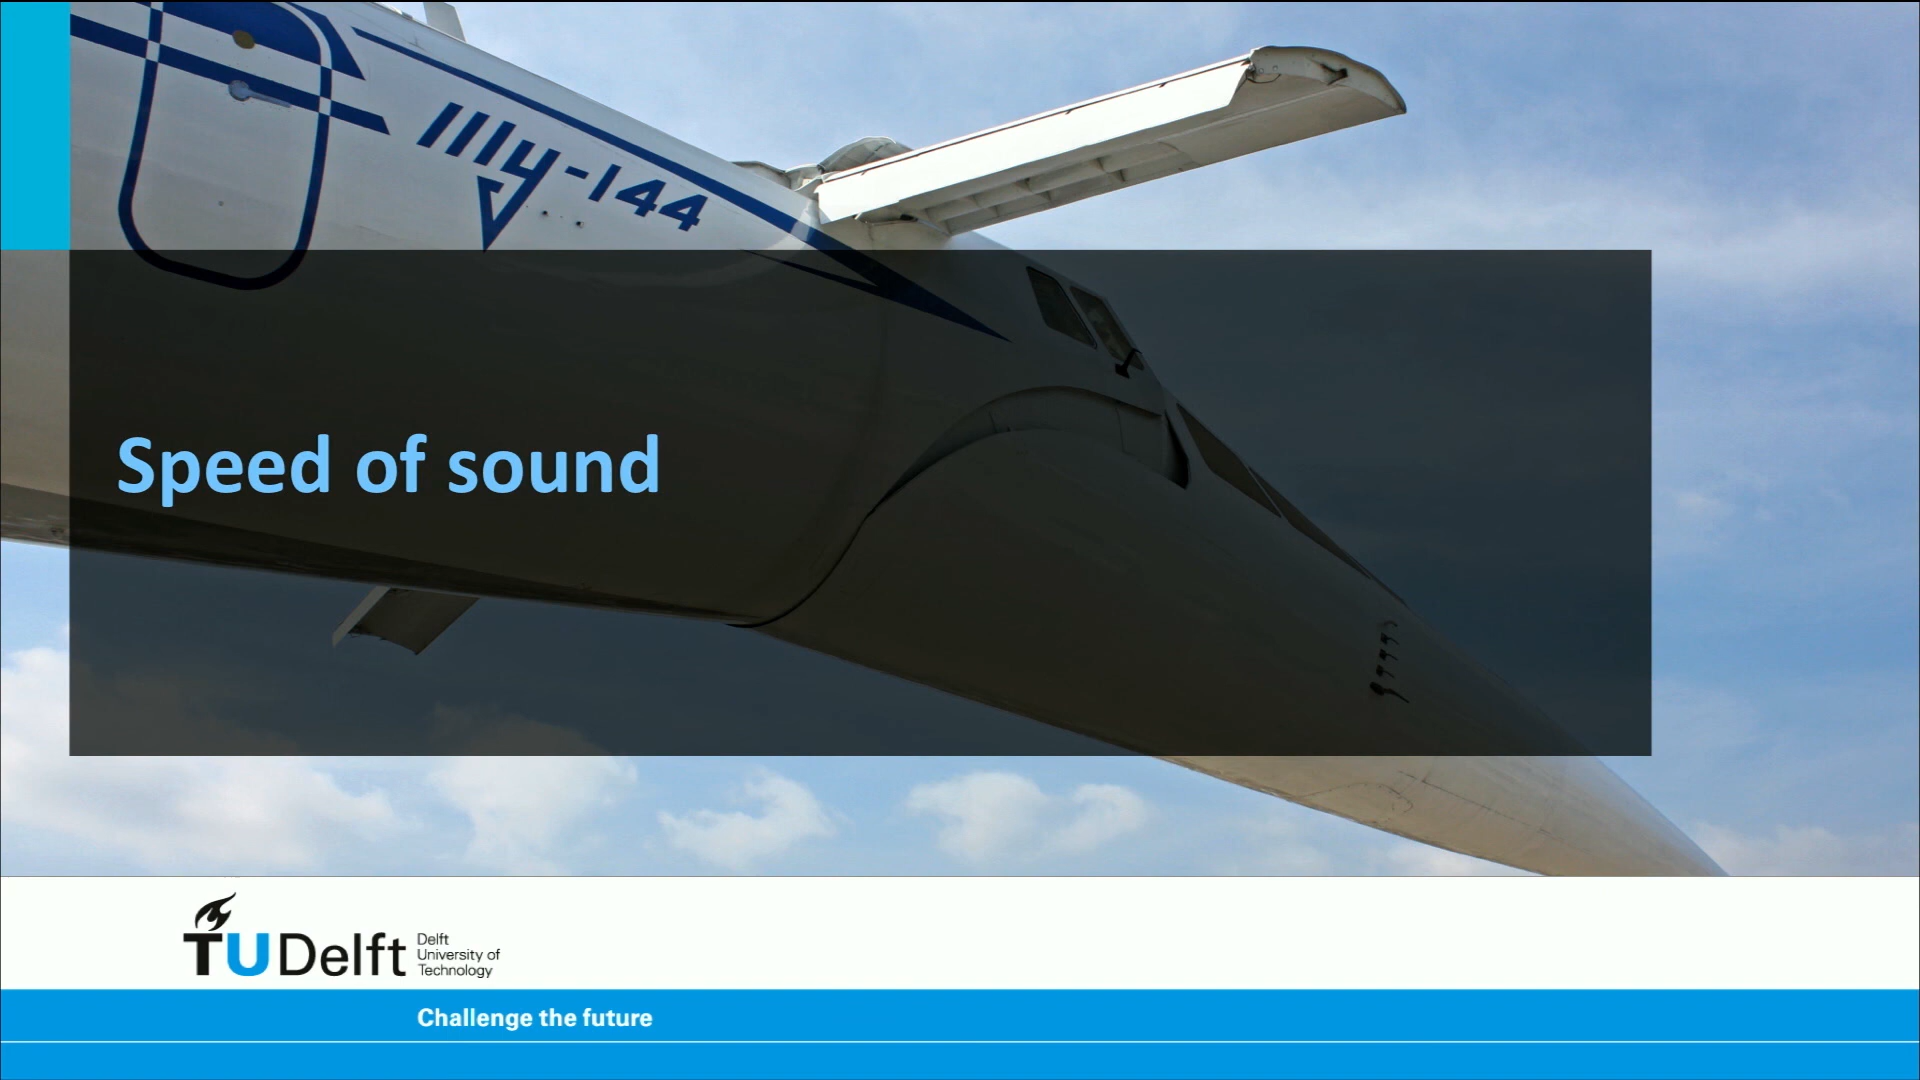 Ту-144
Speed of sound
TUDelft
Delft
University of
Technology
Challenge the future